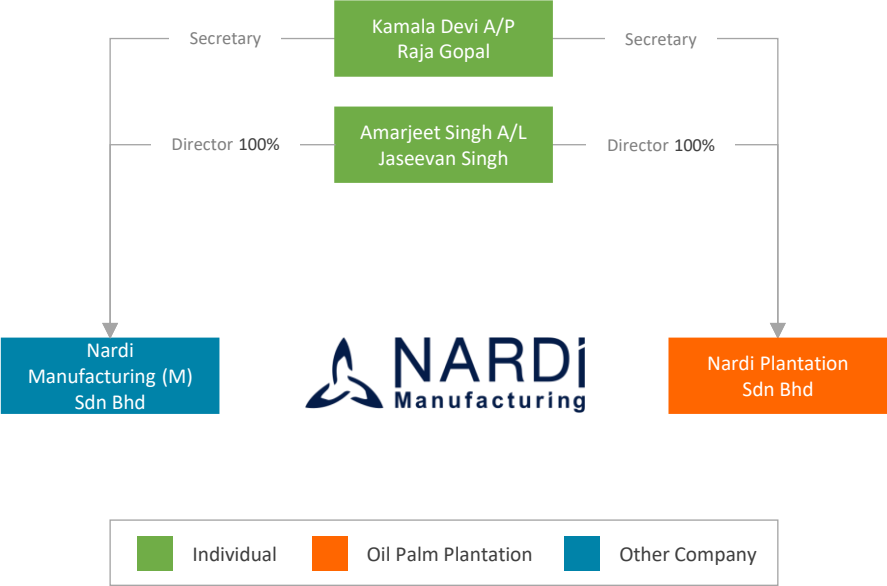 Kamala Devi A/P
Raja Gopal
Secretary
Secretary
Amarjeet Singh A/L
Jaseevan Singh
Director 100%
Director 100%
Nardi
Manufacturing (M)
Sdn Bhd
NARDi
Manufacturing
Nardi Plantation
Sdn Bhd
Individual
Oil Palm Plantation
Other Company